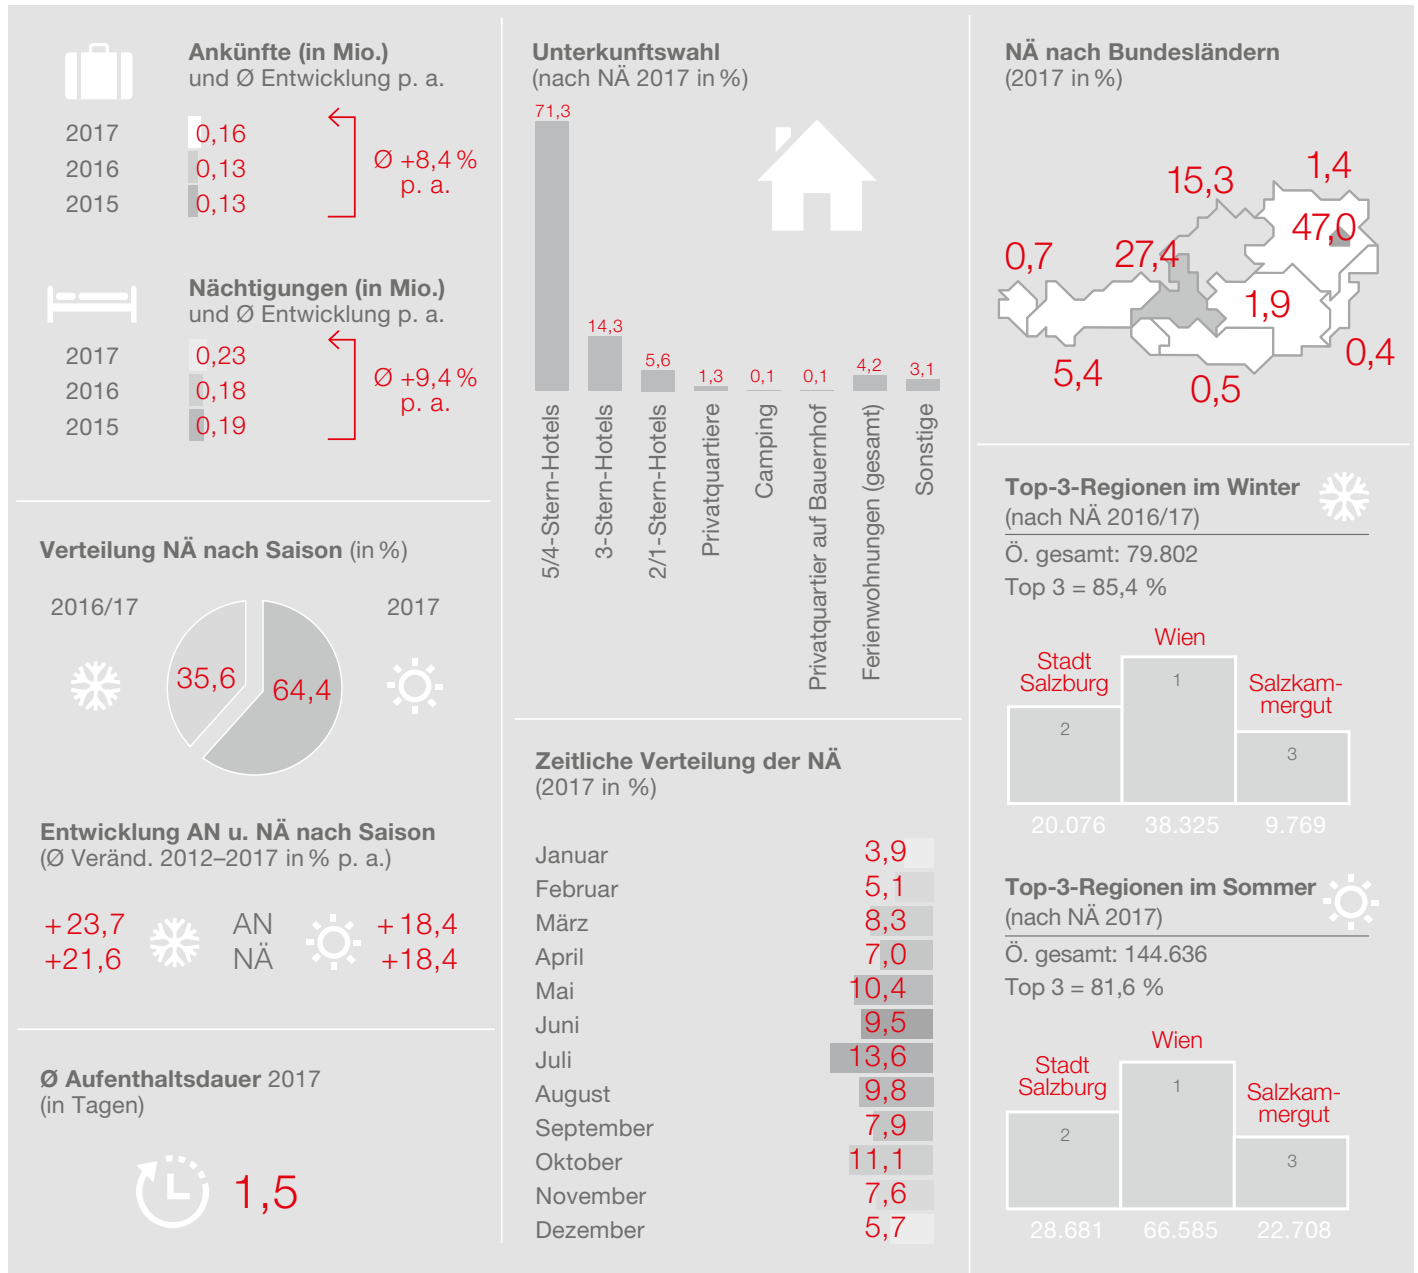 Ankünfte (in Mio.)
und Ø Entwicklung p. a.
2017 0,16
2016 0,13
2015 0,13
Ø +8,4 %
p. a.
Nächtigungen (in Mio.)
und Ø Entwicklung p. a.
2017 0,23
2016 0,18
2015 0,19
Ø +9,4 %
p. a.
Verteilung NÄ nach Saison (in %)
2016/17 2017
35,6 64,4
Entwicklung AN u. NÄ nach Saison
(Ø Veränd. 2012–2017 in % p. a.)
+23,7 AN +18,4
+21,6 NÄ +18,4
Ø Aufenthaltsdauer 2017
(in Tagen)
1,5
Unterkunftswahl
(nach NÄ 2017 in %)
71,3
14,3
5,6
1,3
0,1
0,1
4,2
3,1
5/4-Stern-Hotels
3-Stern-Hotels
2/1-Stern-Hotels
Privatquartiere
Camping
Privatquartier auf Bauernhof
Ferienwohnungen (gesamt)
Sonstige
Zeitliche Verteilung der NÄ
(2017 in %)
Januar 3,9
Februar 5,1
März 8,3
April 7,0
Mai 10,4
Juni 9,5
Juli 13,6
August 9,8
September 7,9
Oktober 11,1
November 7,6
Dezember 5,7
NÄ nach Bundesländern
(2017 in %)
1,4
15,3
47,0
27,4
0,7
1,9
0,4
5,4
0,5
Top-3-Regionen im Winter
(nach NÄ 2016/17)
Ö. gesamt: 79.802
Top 3 = 85,4 %
Wien
Stadt
Salzburg
Salzkam-
mergut
1
2
3
20.076 38.325 9.769
Top-3-Regionen im Sommer
(nach NÄ 2017)
Ö. gesamt: 144.636
Top 3 = 81,6 %
Wien
Stadt
Salzburg
Salzkam-
mergut
1
2
3
28.681 66.585 22.708